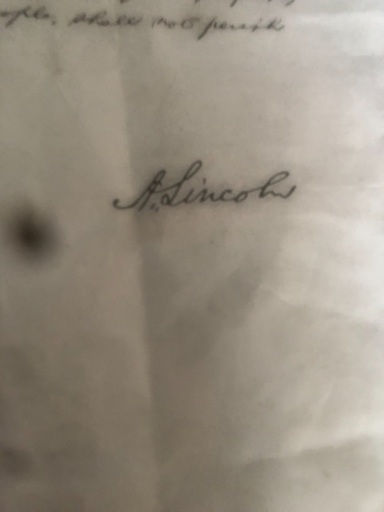 shall not perish
A. Lincoln